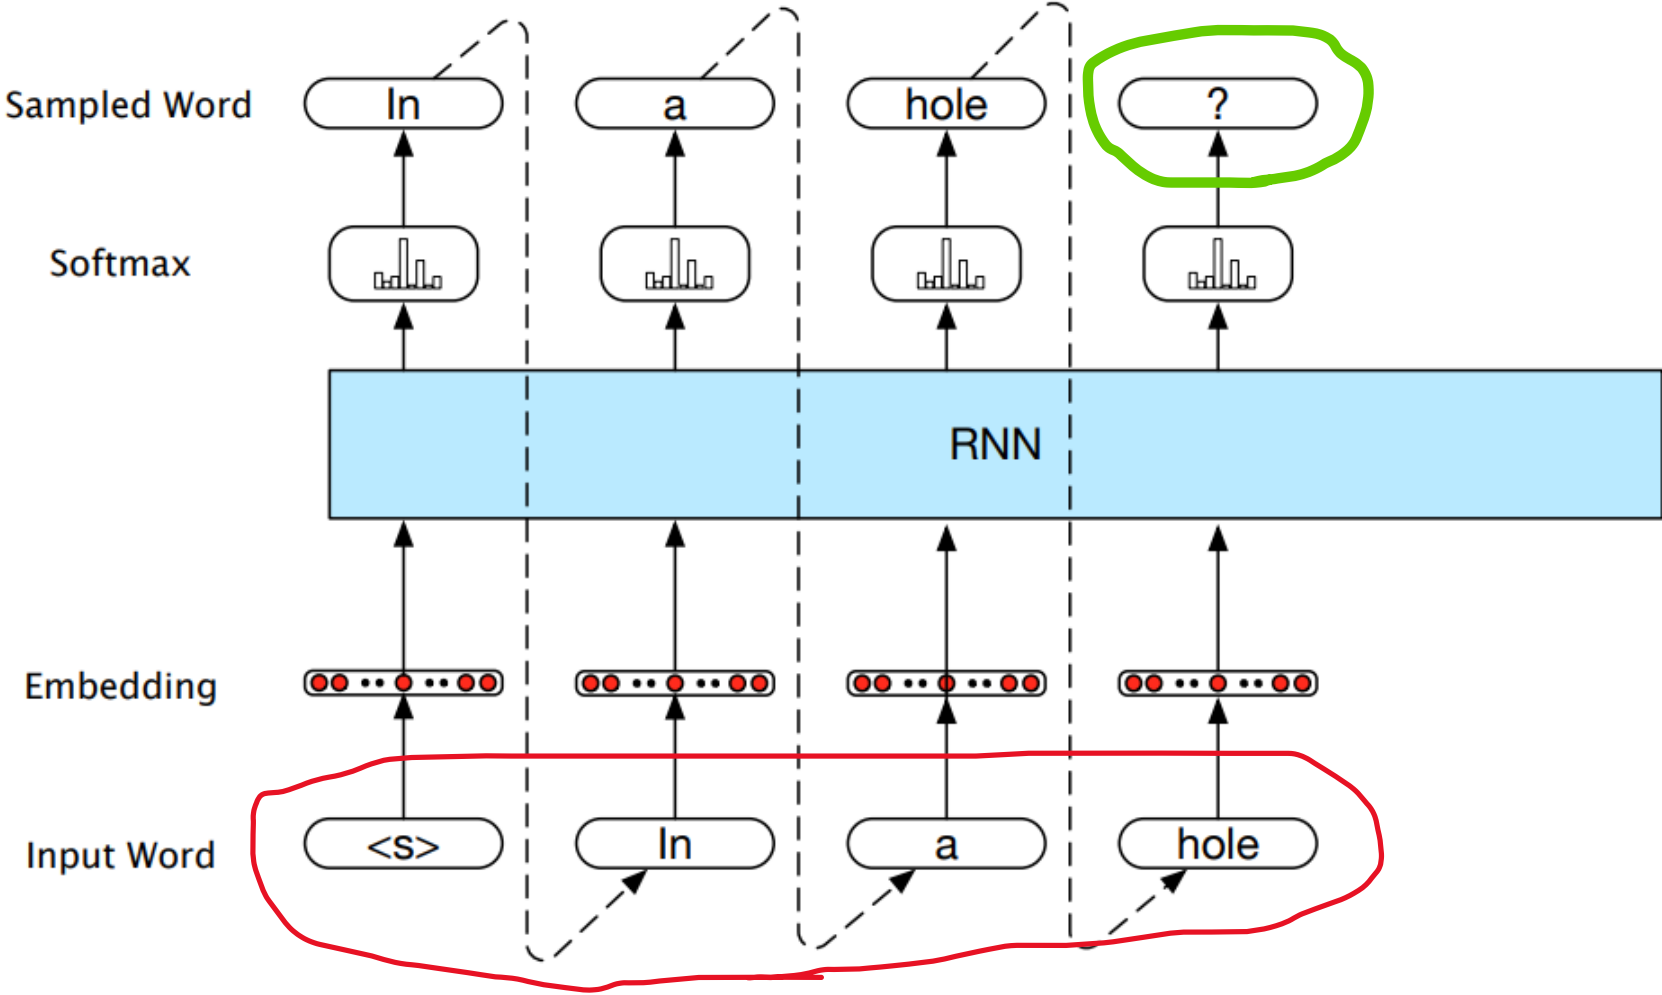 Sampled Word In a hole ?
Softmax
RNN
Embedding
Input Word <s> In a hole